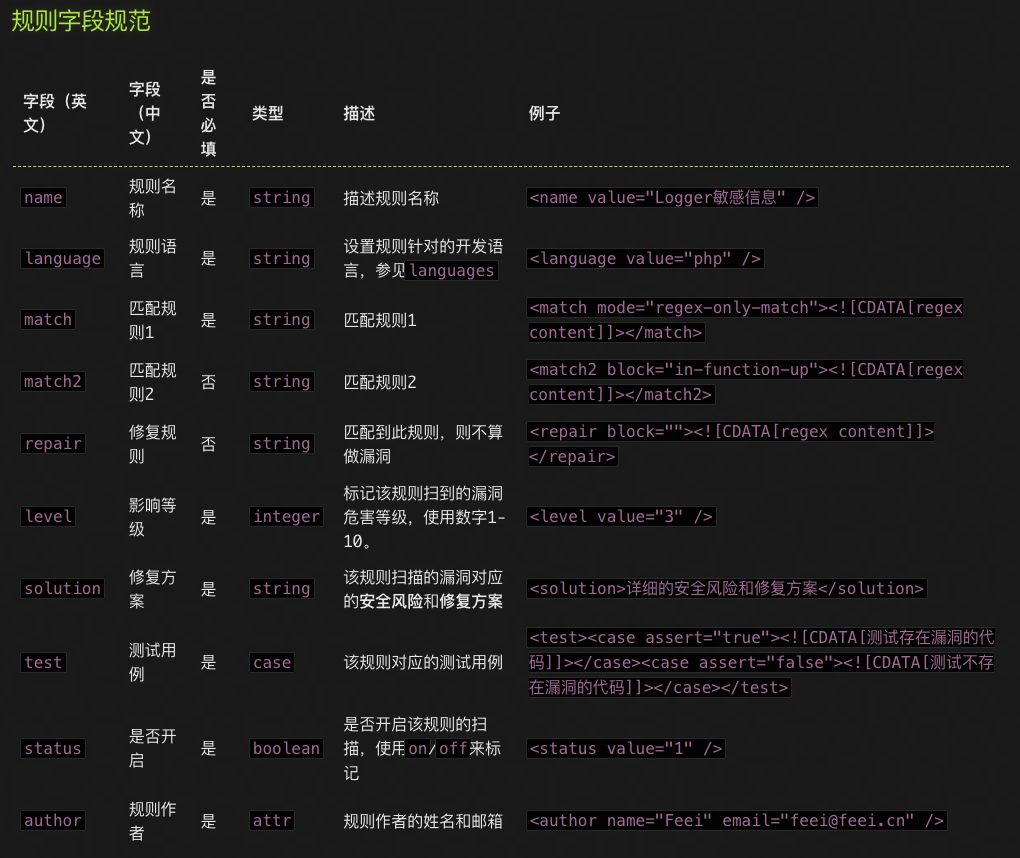 规则字段规范
字段（英文） 字段（中文） 是否必填 类型 描述 例子
name 规则名称 是 string 描述规则名称 <name value="Logger敏感信息" />
language 规则语言 是 string 设置规则针对的开发语言，参见languages <language value="php" />
match 匹配规则1 是 string 匹配规则1 <match mode="regex-only-match"><![CDATA[regex content]]></match>
match2 匹配规则2 否 string 匹配规则2 <match2 block="in-function-up"><![CDATA[regex content]]></match2>
repair 修复规则 否 string 匹配到此规则，则不算做漏洞 <repair block=""><![CDATA[regex content]]></repair>
level 影响等级 是 integer 标记该规则扫到的漏洞危害等级，使用数字1-10。 <level value="3" />
solution 修复方案 是 string 该规则扫描的漏洞对应的安全风险和修复方案 <solution>详细的安全风险和修复方案</solution>
test 测试用例 是 case 该规则对应的测试用例 <test><case assert="true"><![CDATA[测试存在漏洞的代码]]></case><case assert="false"><![CDATA[测试不存在漏洞的代码]]></case></test>
status 是否开启 是 boolean 是否开启该规则的扫描，使用on/off来标记 <status value="1" />
author 规则作者 是 attr 规则作者的姓名和邮箱 <author name="Feei" email="feei@feei.cn" />